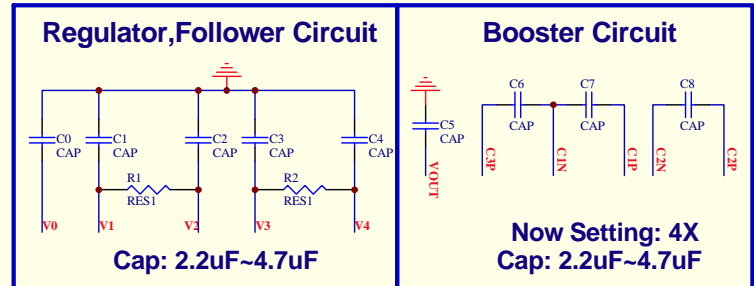 Regulator,Follower Circuit
C0
CAP
C1
CAP
C2
CAP
C3
CAP
C4
CAP
R1
RES1
R2
RES1
V0
V1
V2
V3
V4
Cap: 2.2uF~4.7uF
Booster Circuit
C5
CAP
C6
CAP
C7
CAP
C8
CAP
VOUT
C3P
C1N
C1P
C2N
C2P
Now Setting: 4X
Cap: 2.2uF~4.7uF